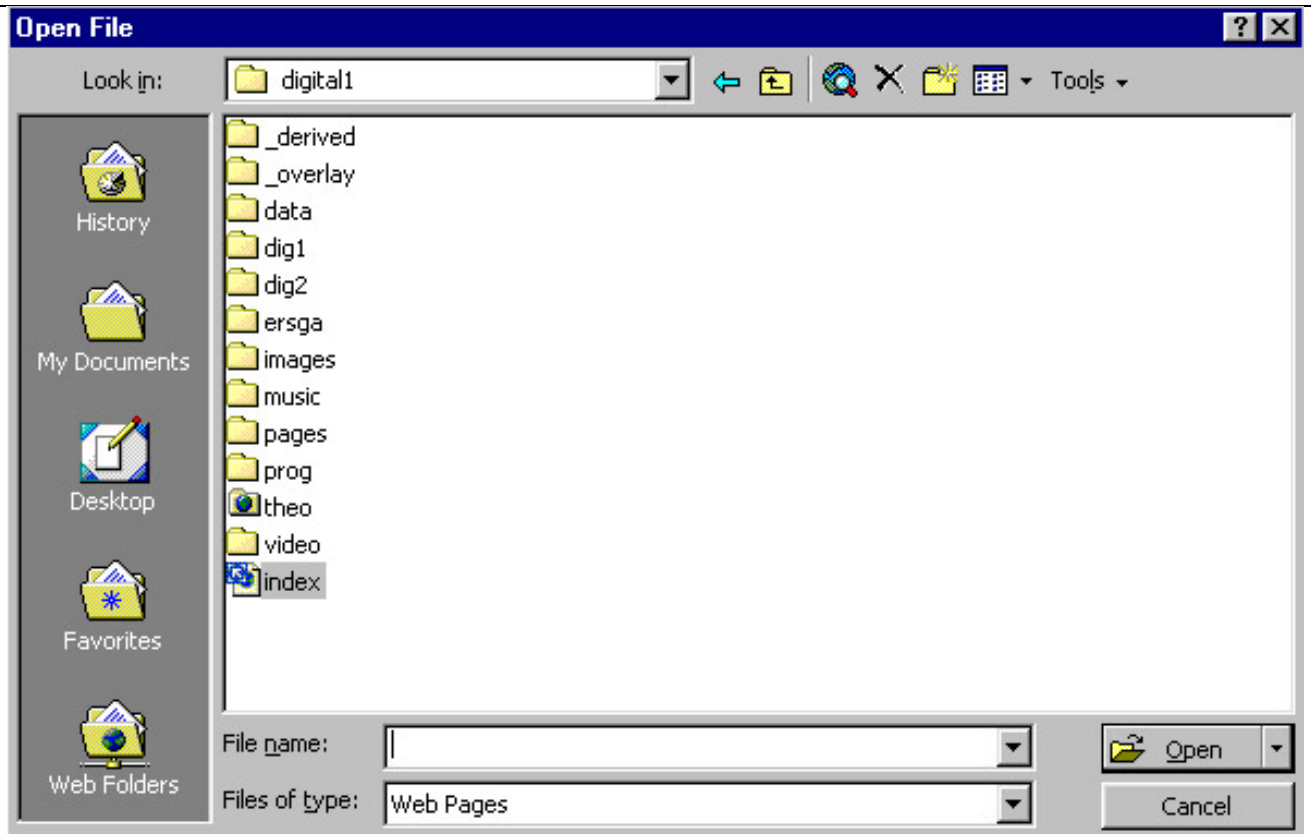 Open File
Look in:
digital1
Tools
History
My Documents
Desktop
Favorites
Web Folders
_derived
_overlay
data
dig1
dig2
ersga
images
music
pages
prog
theo
video
index
File name:
Open
Files of type:
Web Pages
Cancel